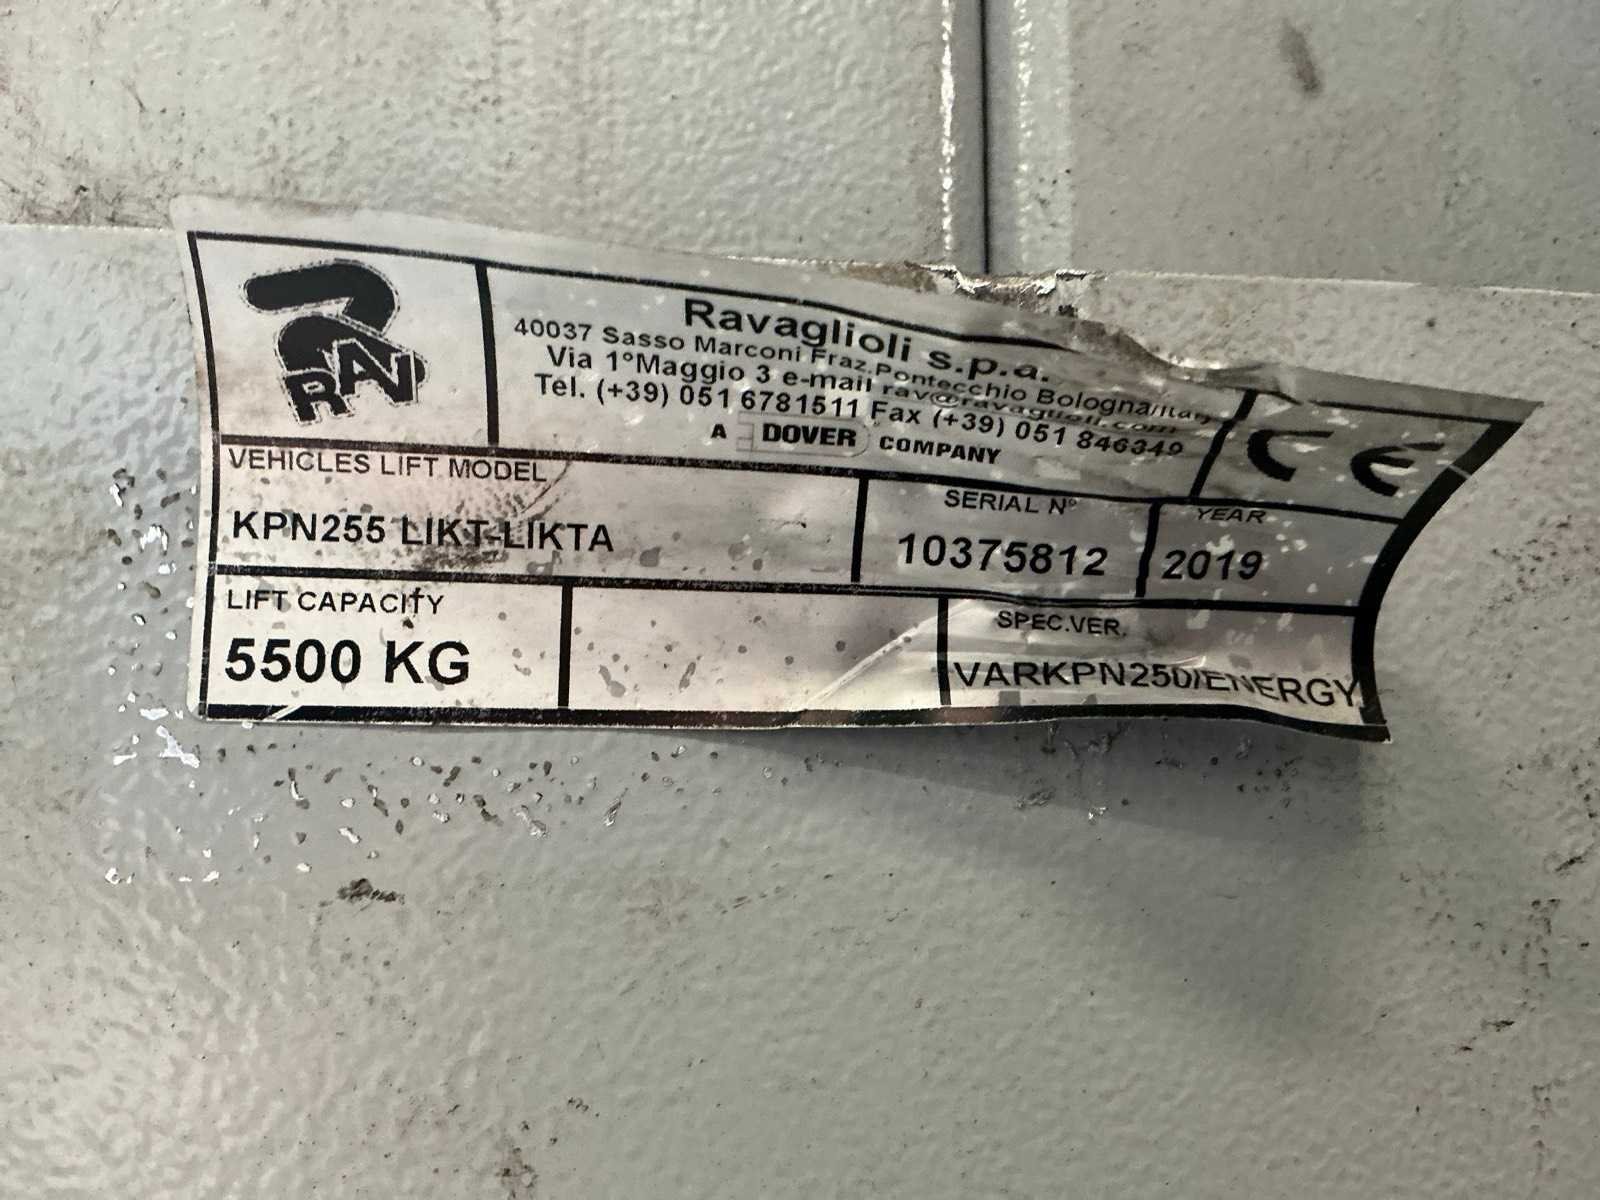 RAV
Ravaglioli s.p.a.
40037 Sasso Marconi Fraz.Pontecchio Bologna/Italy
Via 1°Maggio 3 e-mail rav@ravaglioli.com
Tel. (+39) 051 6781511 Fax (+39) 051 846349
A DOVER COMPANY
CE
VEHICLES LIFT MODEL
KPN255 LIKT-LIKTA
SERIAL N°
10375812
YEAR
2019
LIFT CAPACITY
5500 KG
SPEC.VER.
VARKPN250/ENERGY